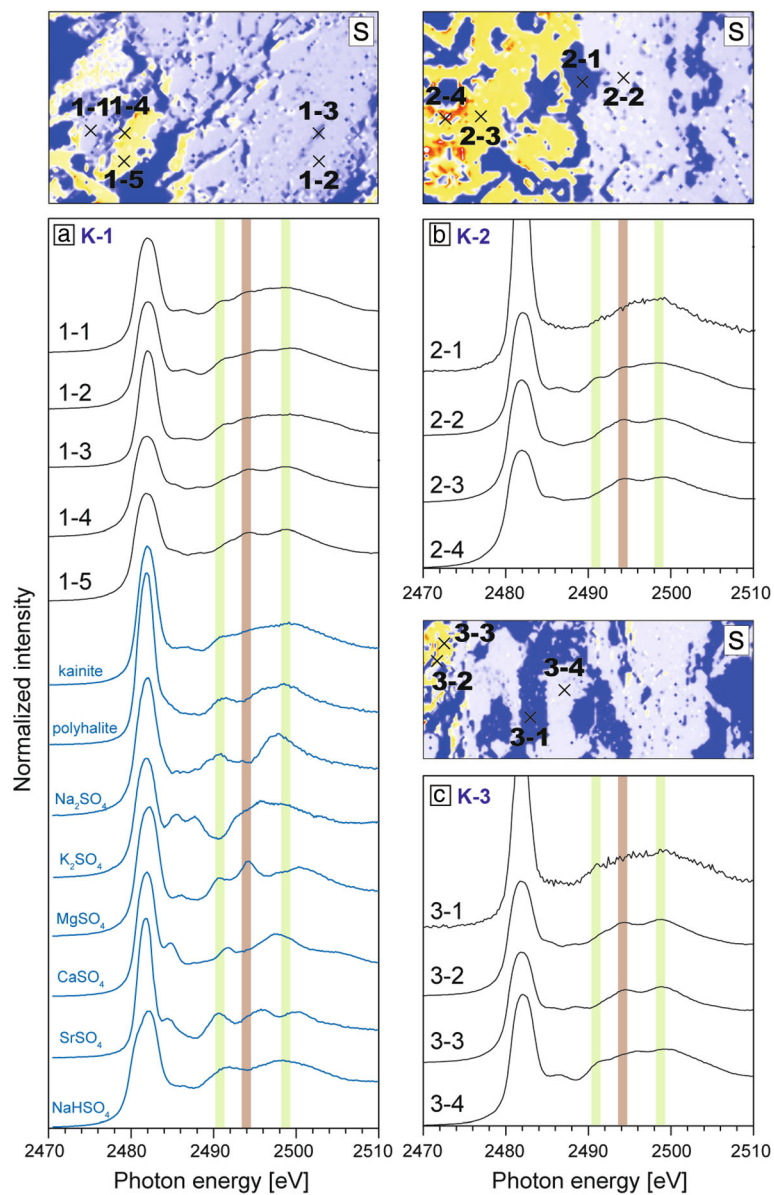 S
1-1
1-4
1-3
1-5
1-2
a K-1
1-1
1-2
1-3
1-4
1-5
kainite
polyhalite
Na₂SO₄
K₂SO₄
MgSO₄
CaSO₄
SrSO₄
NaHSO₄
Normalized intensity
2470 2480 2490 2500 2510
Photon energy [eV]
S
2-1
2-2
2-4
2-3
b K-2
2-1
2-2
2-3
2-4
2470 2480 2490 2500 2510
S
3-3
3-2
3-4
3-1
c K-3
3-1
3-2
3-3
3-4
2470 2480 2490 2500 2510
Photon energy [eV]